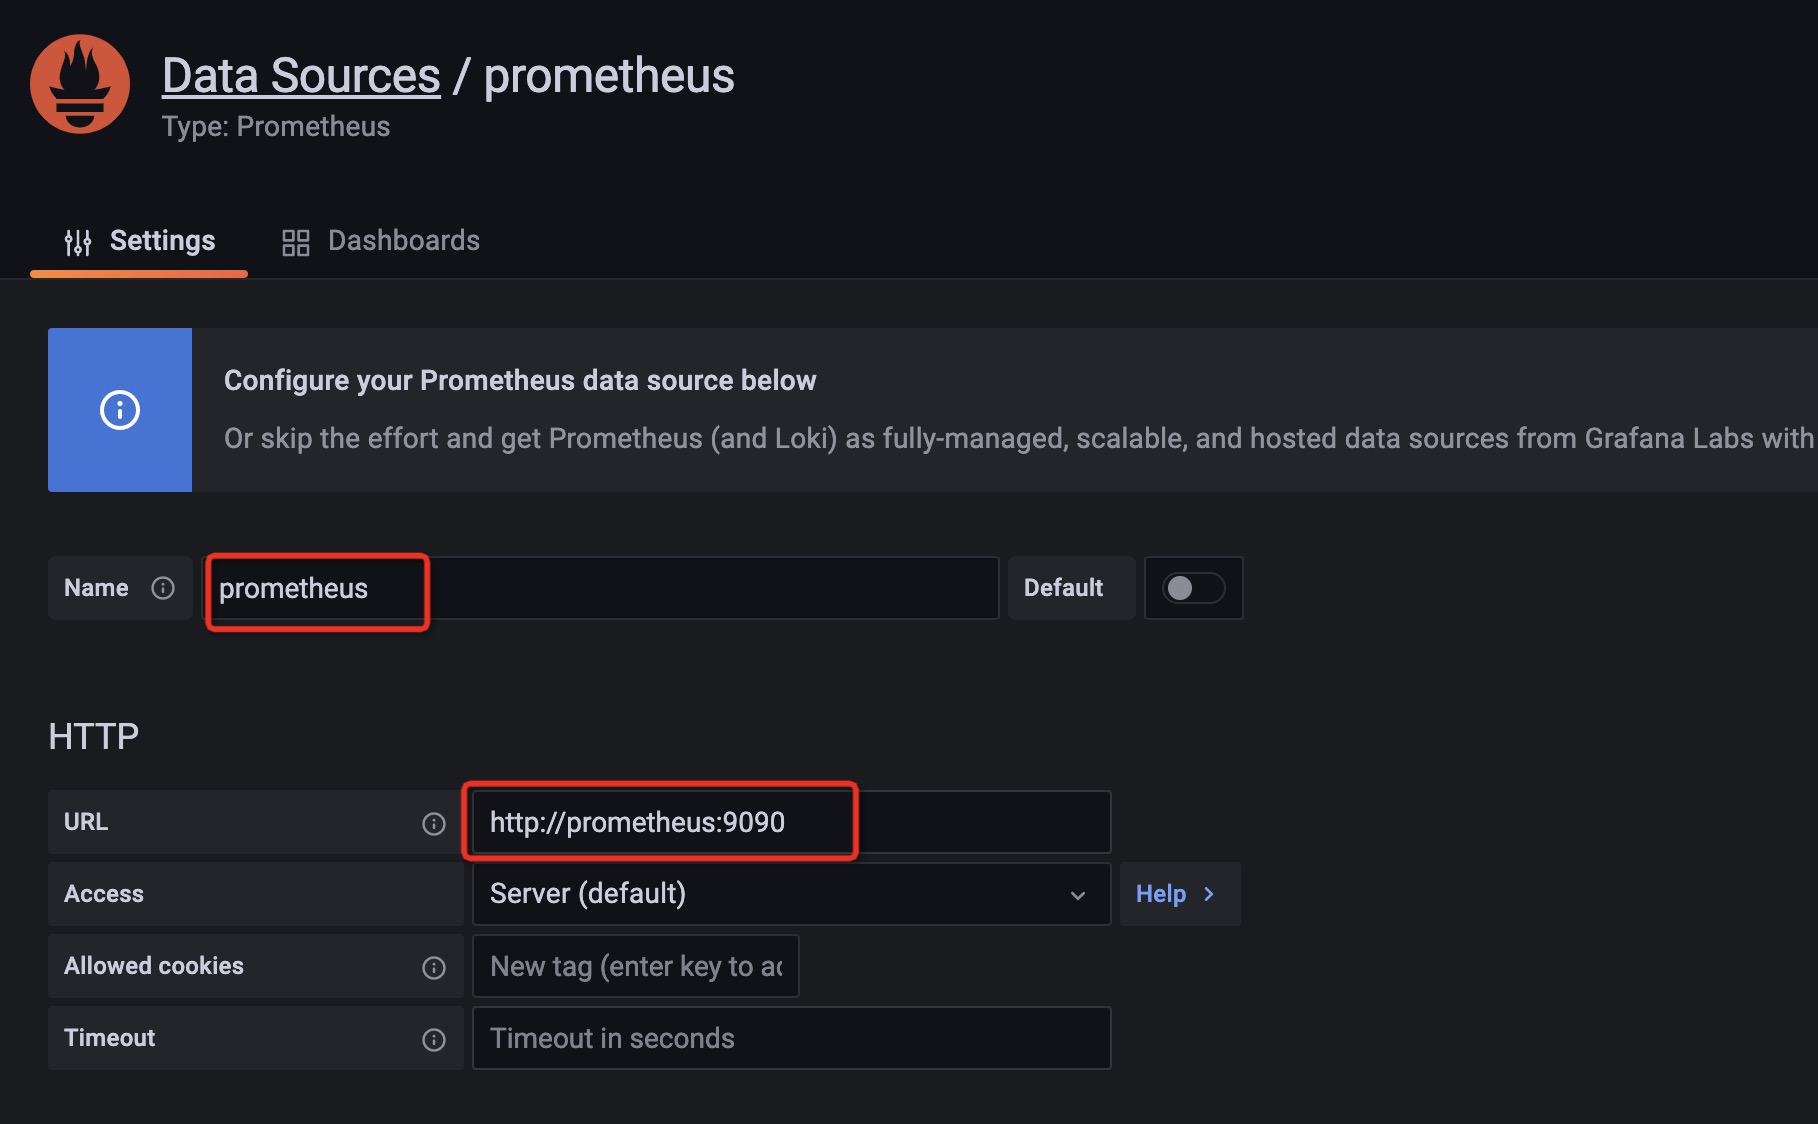 Data Sources / prometheus
Type: Prometheus
Settings Dashboards
Configure your Prometheus data source below
Or skip the effort and get Prometheus (and Loki) as fully-managed, scalable, and hosted data sources from Grafana Labs with
Name prometheus Default
HTTP
URL http://prometheus:9090
Access Server (default) Help
Allowed cookies New tag (enter key to ac
Timeout Timeout in seconds